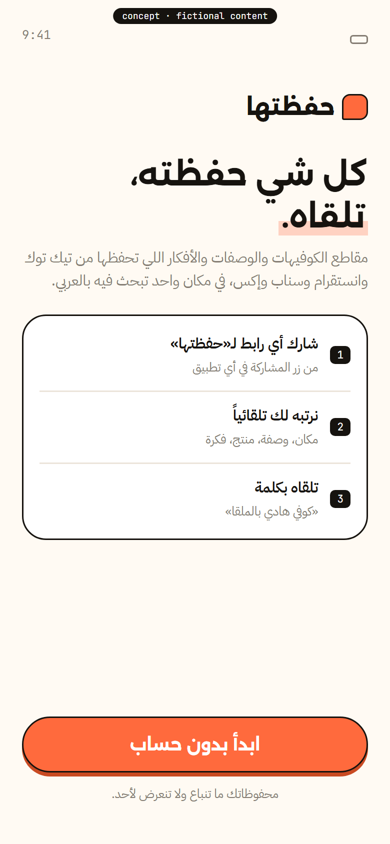 concept · fictional content
9:41
حفظتها
كل شي حفظته،
تلقاه.
مقاطع الكوفيهات والوصفات والأفكار اللي تحفظها من تيك توك
وانستقرام وسناب وإكس، في مكان واحد تبحث فيه بالعربي.
1
شارك أي رابط لـ«حفظتها»
من زر المشاركة في أي تطبيق
2
نرتبه لك تلقائياً
مكان، وصفة، منتج، فكرة
3
تلقاه بكلمة
«كوفي هادي بالملقا»
ابدأ بدون حساب
محفوظاتك ما تنباع ولا تنعرض لأحد.